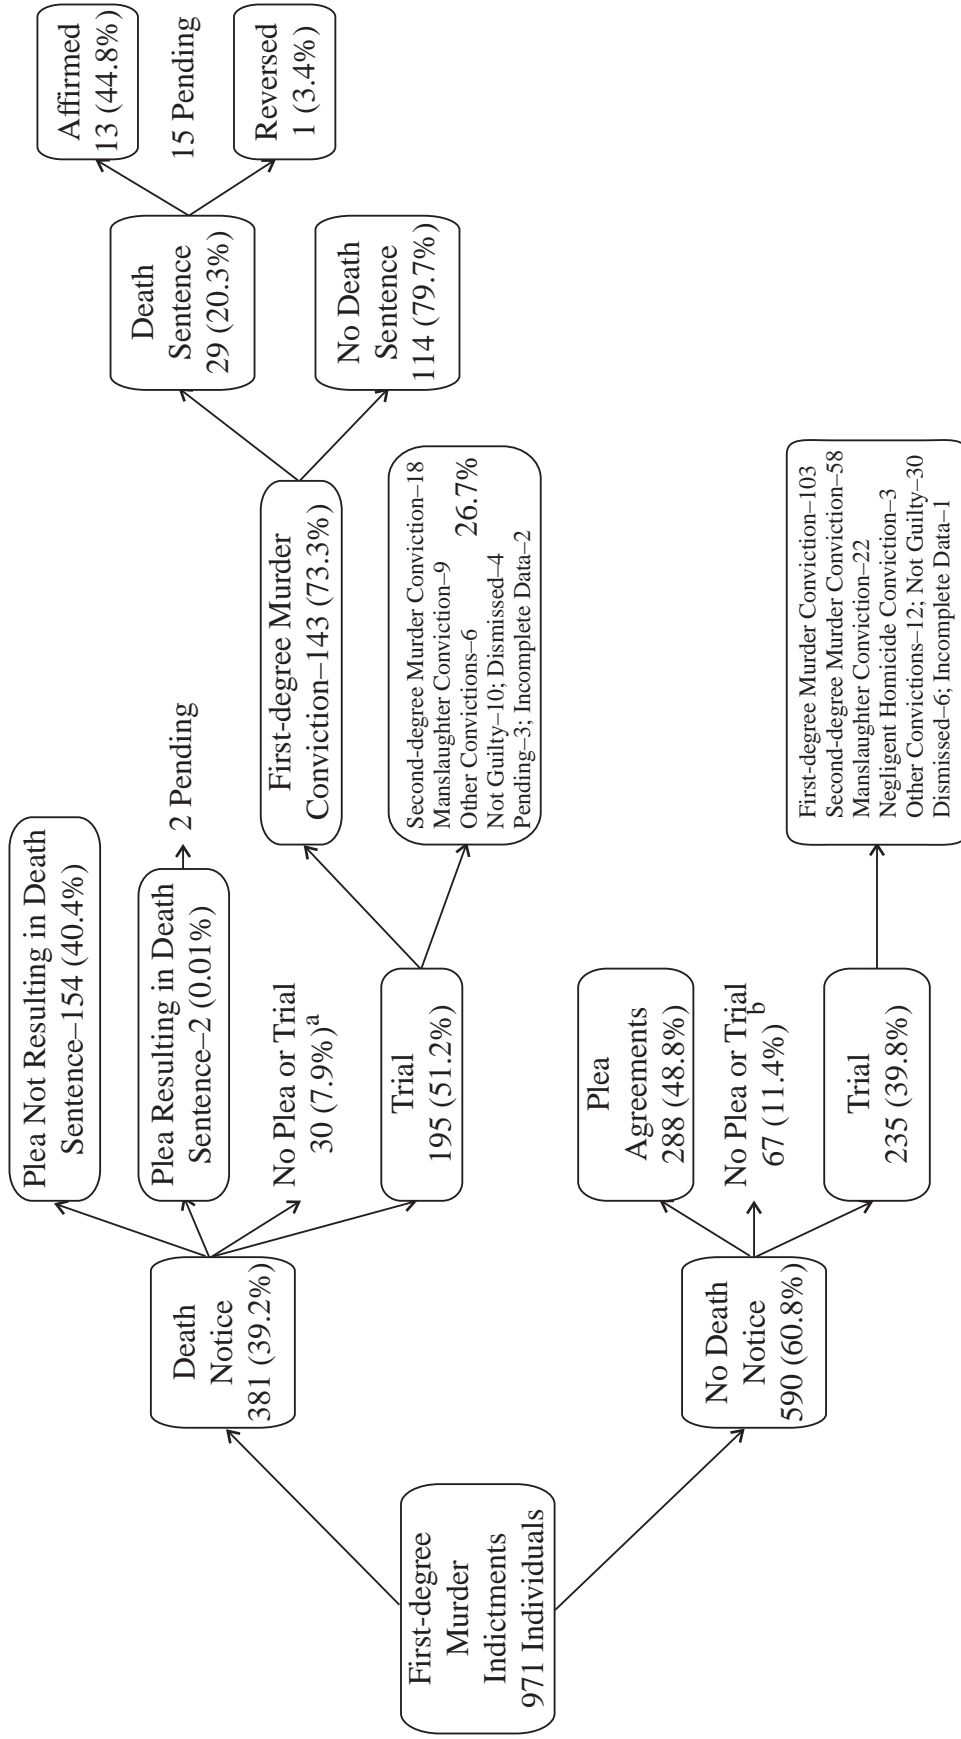 First-degree
Murder
Indictments
971 Individuals
Death
Notice
381 (39.2%)
No Death
Notice
590 (60.8%)
Plea Not Resulting in Death
Sentence–154 (40.4%)
Plea Resulting in Death
Sentence–2 (0.01%)
2 Pending
No Plea or Trial
30 (7.9%)a
Trial
195 (51.2%)
First-degree Murder
Conviction–143 (73.3%)
Second-degree Murder Conviction–18
Manslaughter Conviction–9
Other Convictions–6 26.7%
Not Guilty–10; Dismissed–4
Pending–3; Incomplete Data–2
Death
Sentence
29 (20.3%)
No Death
Sentence
114 (79.7%)
Affirmed
13 (44.8%)
15 Pending
Reversed
1 (3.4%)
Plea
Agreements
288 (48.8%)
No Plea or Trial
67 (11.4%)b
Trial
235 (39.8%)
First-degree Murder Conviction–103
Second-degree Murder Conviction–58
Manslaughter Conviction–22
Negligent Homicide Conviction–3
Other Convictions–12; Not Guilty–30
Dismissed–6; Incomplete Data–1